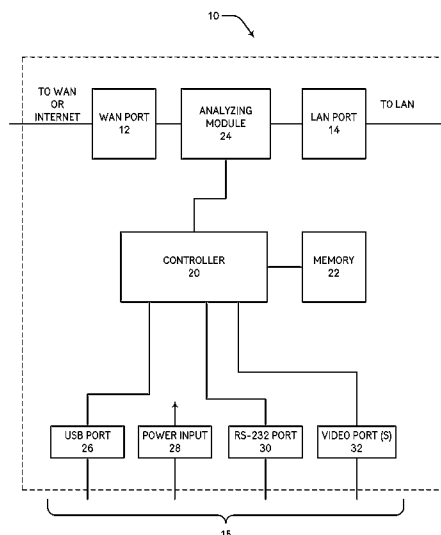 10
TO WAN
OR
INTERNET
WAN PORT
12
ANALYZING
MODULE
24
LAN PORT
14
TO LAN
CONTROLLER
20
MEMORY
22
USB PORT
26
POWER INPUT
28
RS-232 PORT
30
VIDEO PORT (S)
32
15